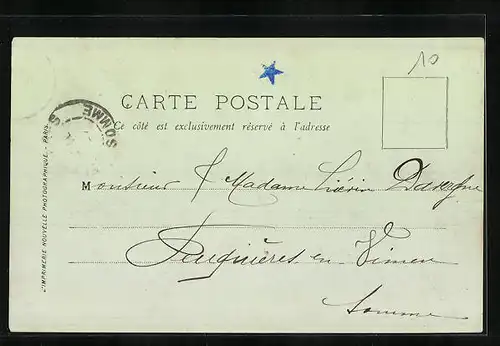 10
CARTE POSTALE
Ce côté est exclusivement réservé à l'adresse
SOMME
Monsieur & Madame
Feuquières en Vimeu
Somme
L'IMPRIMERIE NOUVELLE PHOTOGRAPHIQUE - PARIS